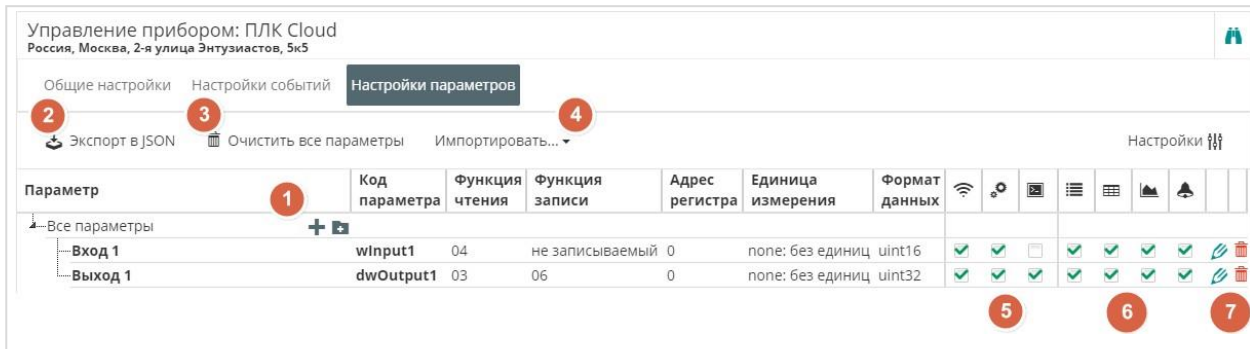 Управление прибором: ПЛК Cloud
Россия, Москва, 2-я улица Энтузиастов, 5к5
Общие настройки Настройки событий Настройки параметров
2 3 4
Экспорт в JSON Очистить все параметры Импортировать... Настройки
Параметр Код параметра Функция чтения Функция записи Адрес регистра Единица измерения Формат данных
1
Все параметры
Вход 1 wInput1 04 не записываемый 0 none: без единиц uint16
Выход 1 dwOutput1 03 06 0 none: без единиц uint32
5 6 7